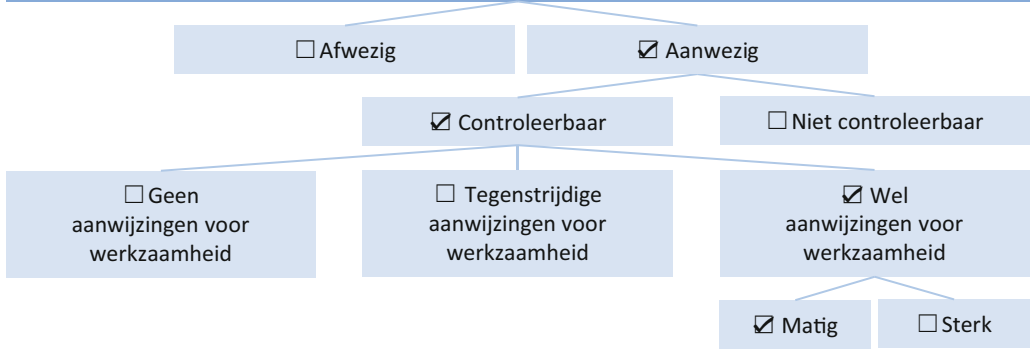 ☐ Afwezig
☑ Aanwezig
☑ Controleerbaar
☐ Niet controleerbaar
☐ Geen
aanwijzingen voor
werkzaamheid
☐ Tegenstrijdige
aanwijzingen voor
werkzaamheid
☑ Wel
aanwijzingen voor
werkzaamheid
☑ Matig
☐ Sterk